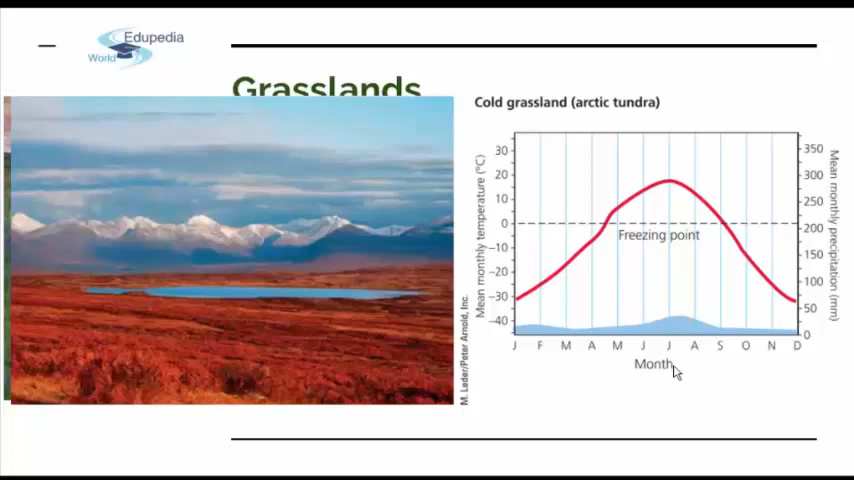 Edupedia
World
Grasslands
Cold grassland (arctic tundra)
Mean monthly temperature (°C)
30
20
10
0
−10
−20
−30
−40
Freezing point
350
300
250
200
150
100
50
0
Mean monthly precipitation (mm)
J F M A M J J A S O N D
Month
M. Leder/Peter Arnold, Inc.